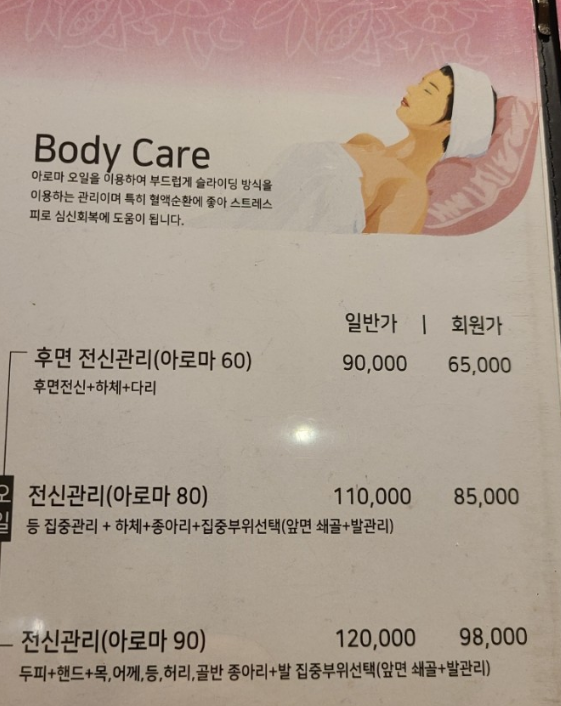 Body Care
아로마 오일을 이용하여 부드럽게 슬라이딩 방식을
이용하는 관리이며 특히 혈액순환에 좋아 스트레스
피로 심신회복에 도움이 됩니다.
일반가 | 회원가
후면 전신관리(아로마 60) 90,000 65,000
후면전신+하체+다리
오일
전신관리(아로마 80) 110,000 85,000
등 집중관리 + 하체+종아리+집중부위선택(앞면 쇄골+발관리)
전신관리(아로마 90) 120,000 98,000
두피+핸드+목,어께,등,허리,골반 종아리+발 집중부위선택(앞면 쇄골+발관리)